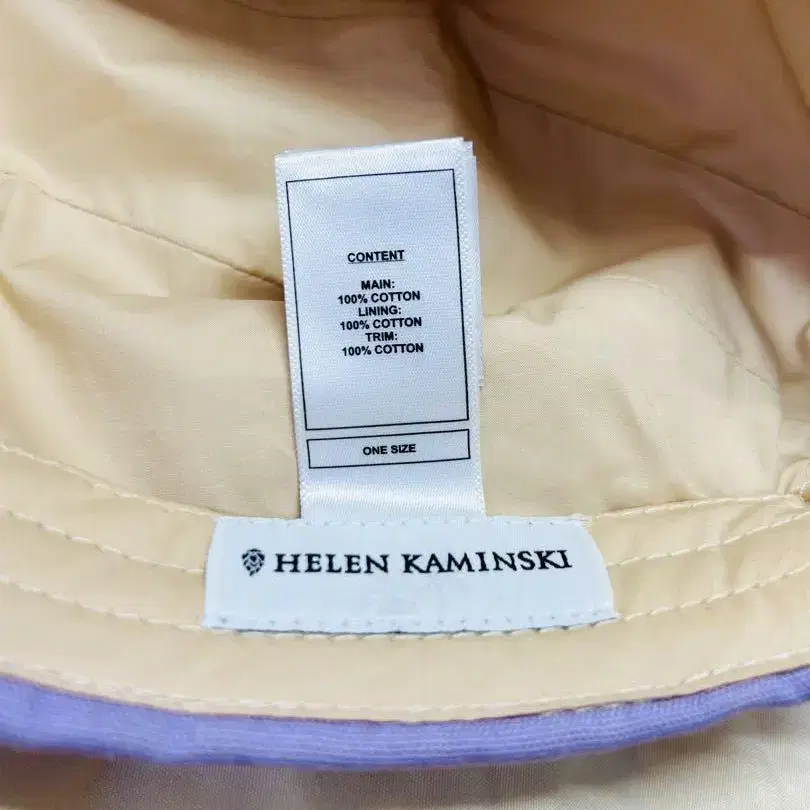 CONTENT
MAIN:
100% COTTON
LINING:
100% COTTON
TRIM:
100% COTTON
ONE SIZE
HELEN KAMINSKI